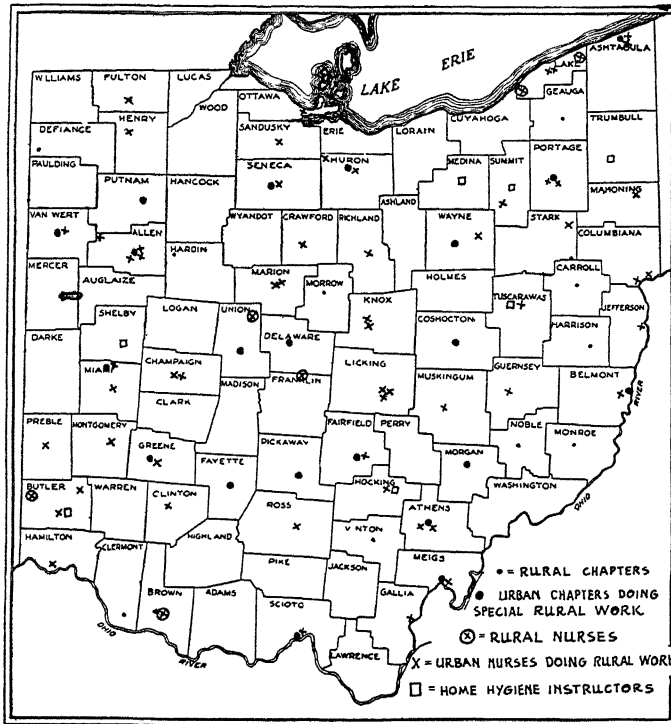 ASHTABULA
LAKE
LAKE ERIE
WILLIAMS
FULTON
LUCAS
OTTAWA
GEAUGA
HENRY
WOOD
SANDUSKY
ERIE
LORAIN
CUYAHOGA
TRUMBULL
DEFIANCE
PAULDING
SENECA
HURON
MEDINA
SUMMIT
PORTAGE
PUTNAM
HANCOCK
MAHONING
ASHLAND
VAN WERT
ALLEN
WYANDOT
CRAWFORD
RICHLAND
WAYNE
STARK
COLUMBIANA
HARDIN
MERCER
AUGLAIZE
MARION
MORROW
HOLMES
CARROLL
LOGAN
UNION
KNOX
TUSCARAWAS
JEFFERSON
SHELBY
DELAWARE
COSHOCTON
HARRISON
DARKE
CHAMPAIGN
LICKING
GUERNSEY
MIAMI
MADISON
FRANKLIN
MUSKINGUM
BELMONT
CLARK
RIVER
PREBLE
MONTGOMERY
GREENE
FAIRFIELD
PERRY
NOBLE
MONROE
PICKAWAY
FAYETTE
MORGAN
BUTLER
WARREN
CLINTON
HOCKING
WASHINGTON
OHIO
ROSS
ATHENS
HAMILTON
CLERMONT
HIGHLAND
VINTON
MEIGS
PIKE
JACKSON
BROWN
ADAMS
SCIOTO
GALLIA
OHIO
RIVER
LAWRENCE
• = RURAL CHAPTERS
● URBAN CHAPTERS DOING
SPECIAL RURAL WORK
⊗ = RURAL NURSES
X = URBAN NURSES DOING RURAL WORK
□ = HOME HYGIENE INSTRUCTORS